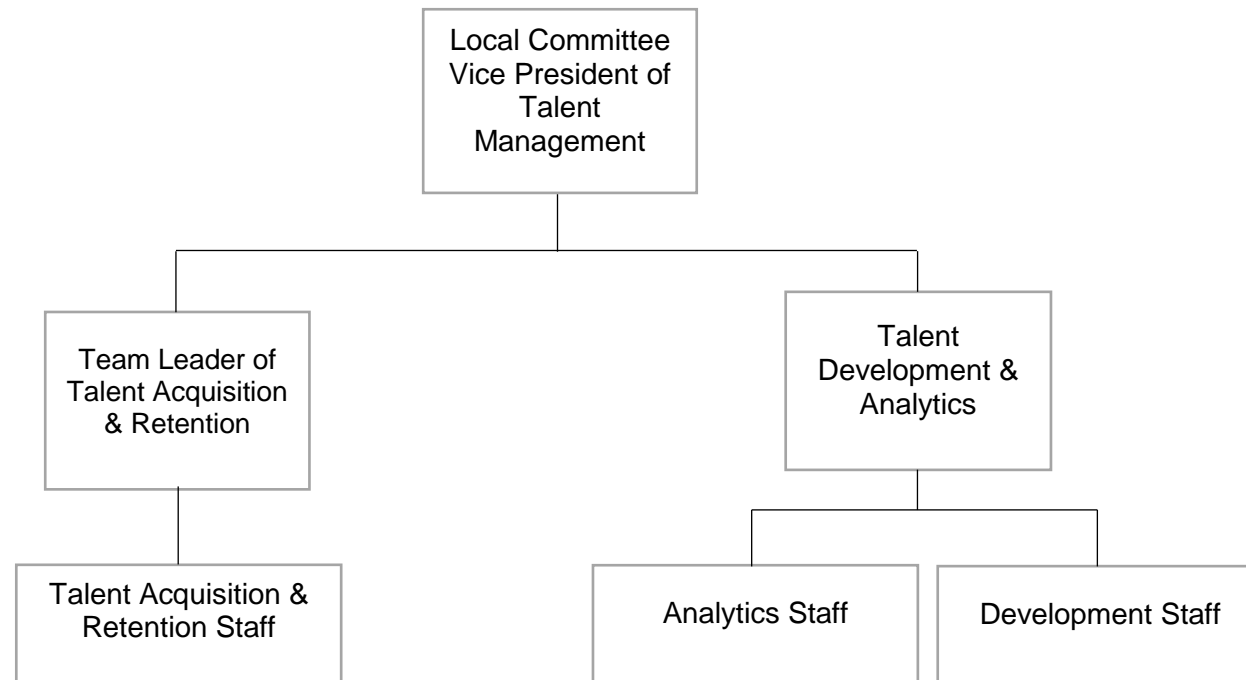 Local Committee
Vice President of
Talent
Management
Team Leader of
Talent Acquisition
& Retention
Talent
Development &
Analytics
Talent Acquisition &
Retention Staff
Analytics Staff
Development Staff